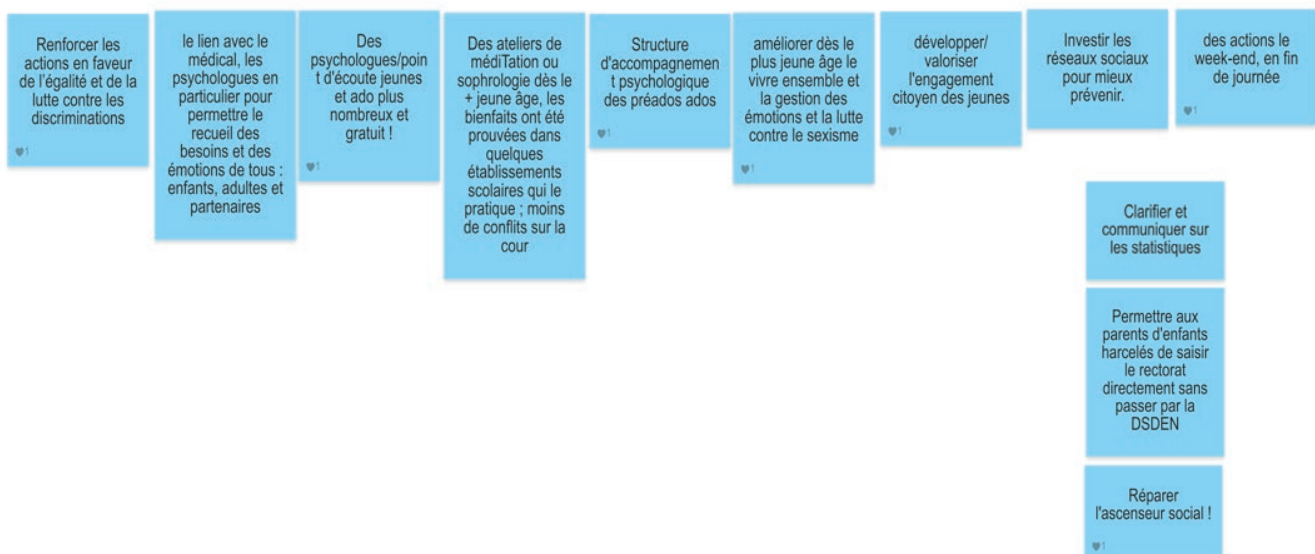 Renforcer les
actions en faveur
de l'égalité et de la
lutte contre les
discriminations
1
le lien avec le
médical, les
psychologues en
particulier pour
permettre le
recueil des
besoins et des
émotions de tous :
enfants, adultes et
partenaires
Des
psychologues/poin
t d'écoute jeunes
et ado plus
nombreux et
gratuit !
1
Des ateliers de
médiTation ou
sophrologie dès le
+ jeune âge, les
bienfaits ont été
prouvées dans
quelques
établissements
scolaires qui le
pratique ; moins
de conflits sur la
cour
Structure
d'accompagnemen
t psychologique
des préados ados
1
améliorer dès le
plus jeune âge le
vivre ensemble et
la gestion des
émotions et la lutte
contre le sexisme
1
développer/
valoriser
l'engagement
citoyen des jeunes
1
Investir les
réseaux sociaux
pour mieux
prévenir.
des actions le
week-end, en fin
de journée
1
Clarifier et
communiquer sur
les statistiques
Permettre aux
parents d'enfants
harcelés de saisir
le rectorat
directement sans
passer par la
DSDEN
Réparer
l'ascenseur social !
1